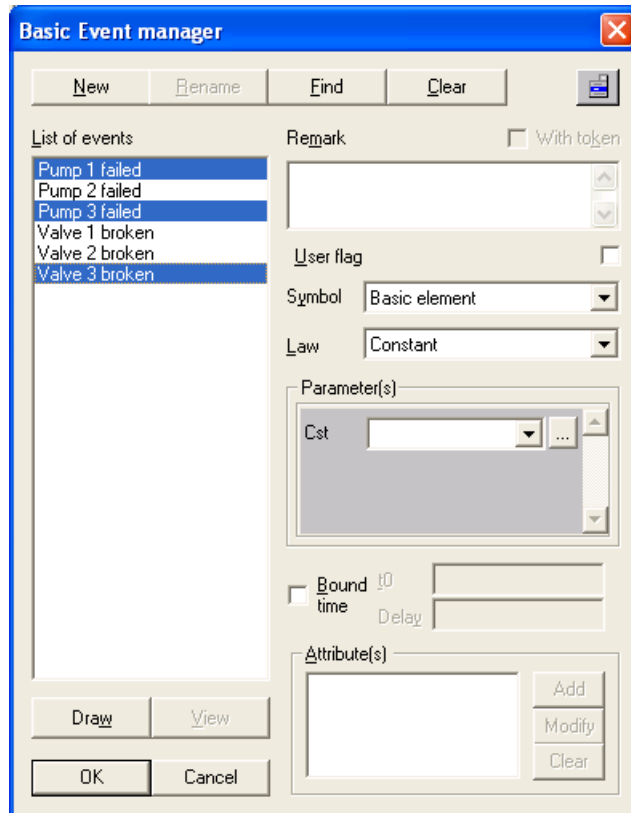 Basic Event manager
New Rename Find Clear
List of events
Pump 1 failed
Pump 2 failed
Pump 3 failed
Valve 1 broken
Valve 2 broken
Valve 3 broken
Draw View
OK Cancel
Remark With token
User flag
Symbol Basic element
Law Constant
Parameter(s)
Cst ...
Bound t0
time Delay
Attribute(s)
Add
Modify
Clear